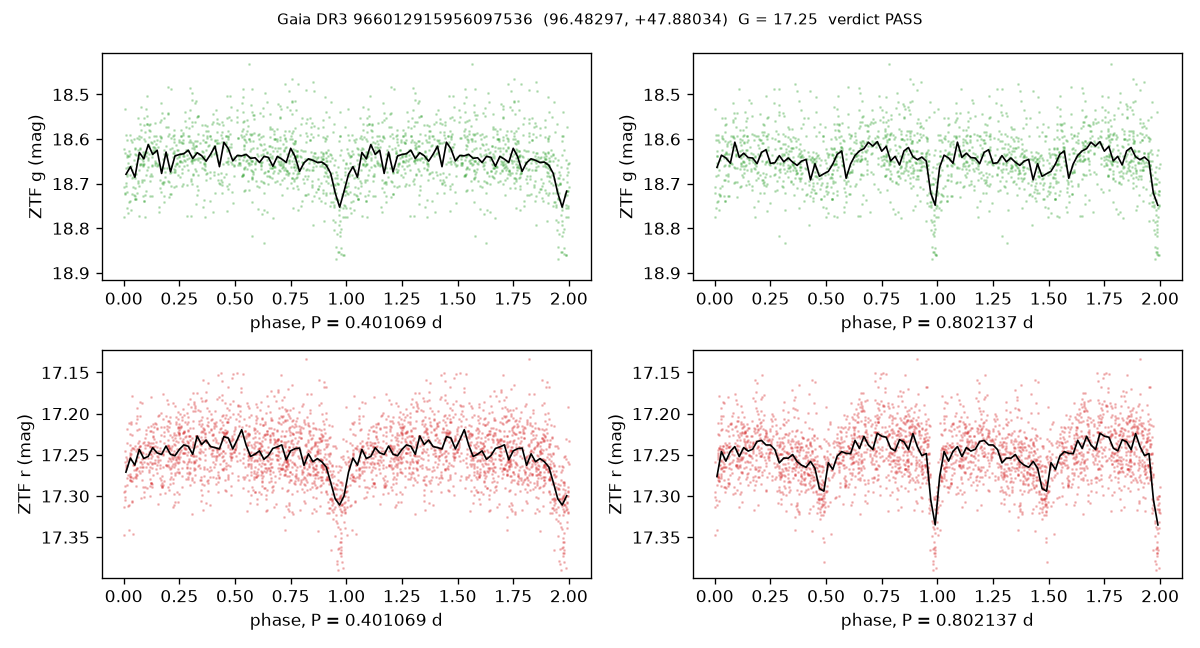 Gaia DR3 966012915956097536  (96.48297, +47.88034)  G = 17.25  verdict PASS
ZTF g (mag)
18.5
18.6
18.7
18.8
18.9
0.00 0.25 0.50 0.75 1.00 1.25 1.50 1.75 2.00
phase, P = 0.401069 d
ZTF g (mag)
18.5
18.6
18.7
18.8
18.9
0.00 0.25 0.50 0.75 1.00 1.25 1.50 1.75 2.00
phase, P = 0.802137 d
ZTF r (mag)
17.15
17.20
17.25
17.30
17.35
0.00 0.25 0.50 0.75 1.00 1.25 1.50 1.75 2.00
phase, P = 0.401069 d
ZTF r (mag)
17.15
17.20
17.25
17.30
17.35
0.00 0.25 0.50 0.75 1.00 1.25 1.50 1.75 2.00
phase, P = 0.802137 d